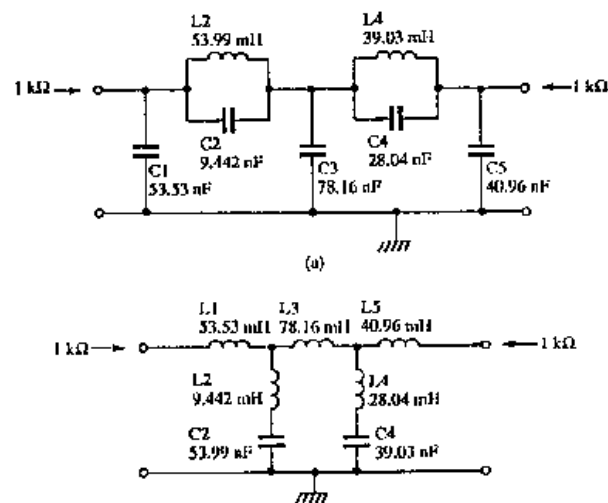 L2
53.99 mH
L4
39.03 mH
1 kΩ
1 kΩ
C2
9.442 nF
C4
28.04 nF
C1
53.53 nF
C3
78.16 nF
C5
40.96 nF
(a)
L1
53.53 mH
L3
78.16 mH
L5
40.96 mH
1 kΩ
1 kΩ
L2
9.442 mH
L4
28.04 mH
C2
53.99 nF
C4
39.03 nF